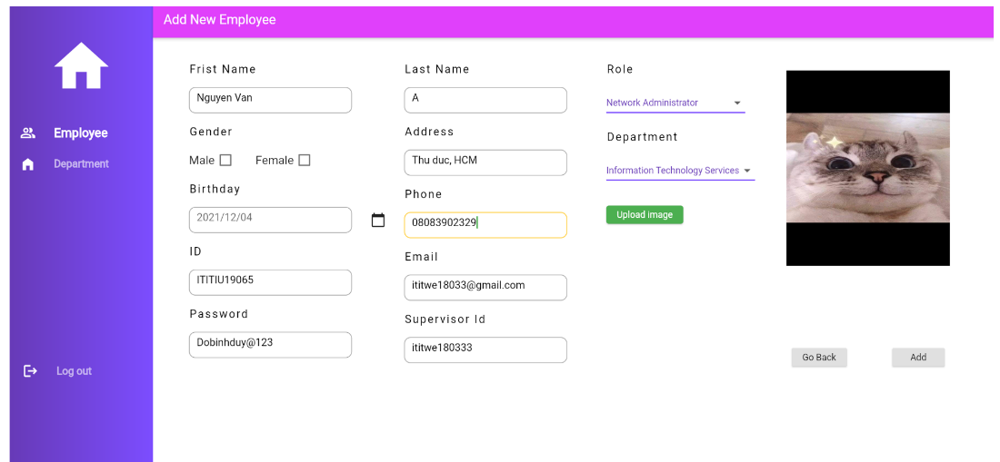 Add New Employee
Employee
Department
Log out
Frist Name
Nguyen Van
Gender
Male
Female
Birthday
2021/12/04
ID
ITITIU19065
Password
Dobinhduy@123
Last Name
A
Address
Thu duc, HCM
Phone
08083902329
Email
ititwe18033@gmail.com
Supervisor Id
ititwe180333
Role
Network Administrator
Department
Information Technology Services
Upload Image
Go Back
Add